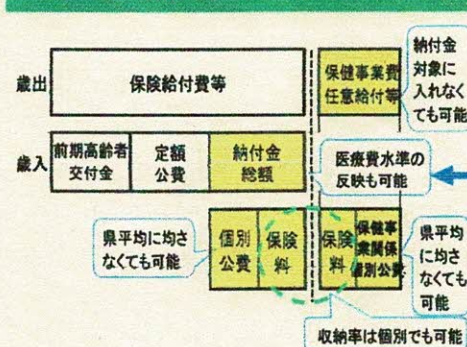 歳出
保険給付費等
保健事業費
任意給付等
納付金
対象に
入れなく
ても可能
歳入
前期高齢者
交付金
定額
公費
納付金
総額
医療費水準の
反映も可能
県平均に均さ
なくても可能
個別
公費
保険
料
保険
料
保健事
業関係
個別公費
県平均
に均さ
なくても
可能
収納率は個別でも可能